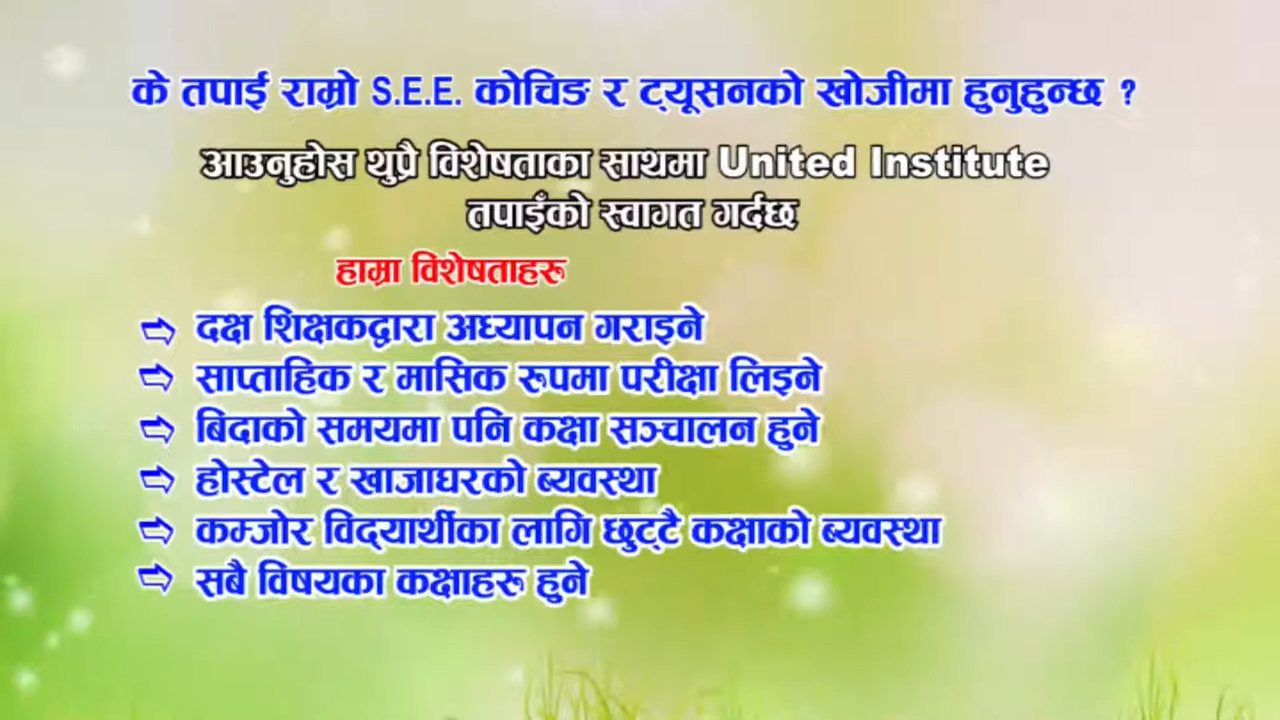 के तपाई राम्रो S.E.E. कोचिङ र ट्यूसनको खोजीमा हुनुहुन्छ ?
आउनुहोस थुप्रै विशेषताका साथमा United Institute
तपाइँको स्वागत गर्दछ
हाम्रा विशेषताहरू
➩ दक्ष शिक्षकद्वारा अध्यापन गराइने
➩ साप्ताहिक र मासिक रूपमा परीक्षा लिइने
➩ बिदाको समयमा पनि कक्षा सञ्चालन हुने
➩ होस्टेल र खाजाघरको ब्यवस्था
➩ कम्जोर विद्यार्थीका लागि छुट्टै कक्षाको ब्यवस्था
➩ सबै विषयका कक्षाहरू हुने